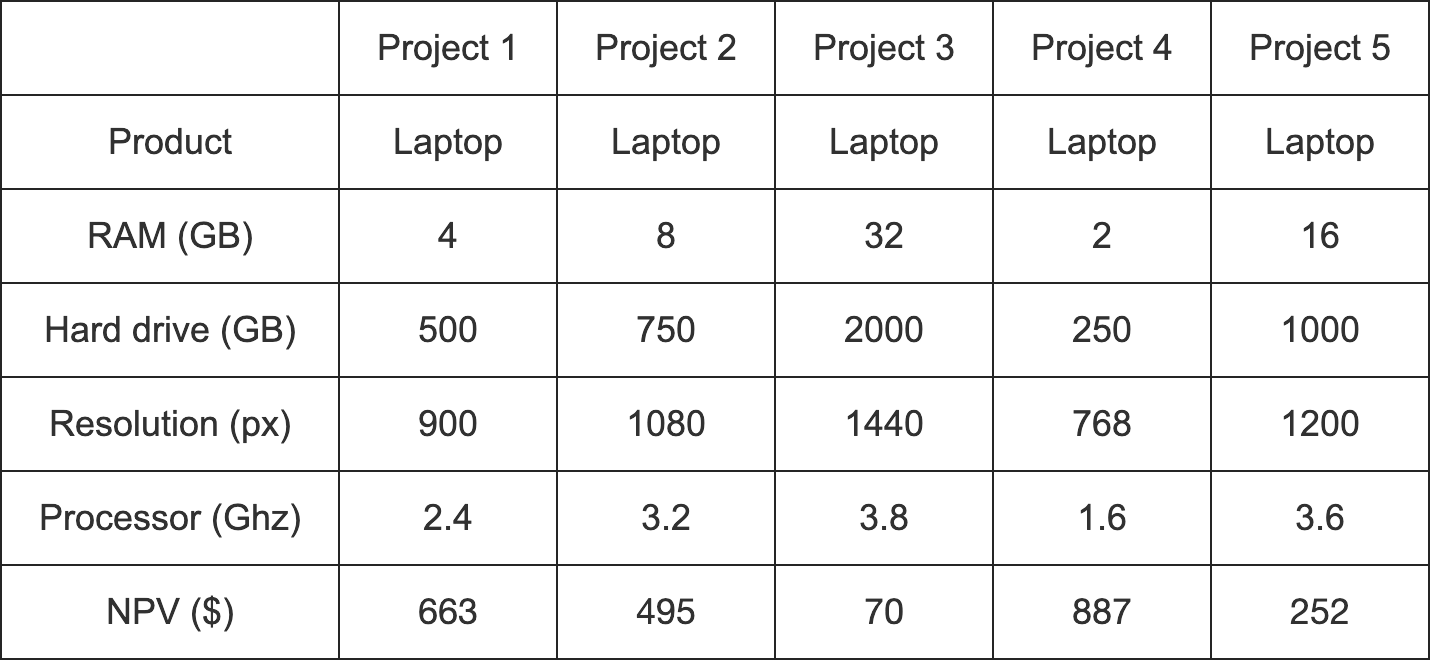 Project 1 Project 2 Project 3 Project 4 Project 5
Product Laptop Laptop Laptop Laptop Laptop
RAM (GB) 4 8 32 2 16
Hard drive (GB) 500 750 2000 250 1000
Resolution (px) 900 1080 1440 768 1200
Processor (Ghz) 2.4 3.2 3.8 1.6 3.6
NPV ($) 663 495 70 887 252